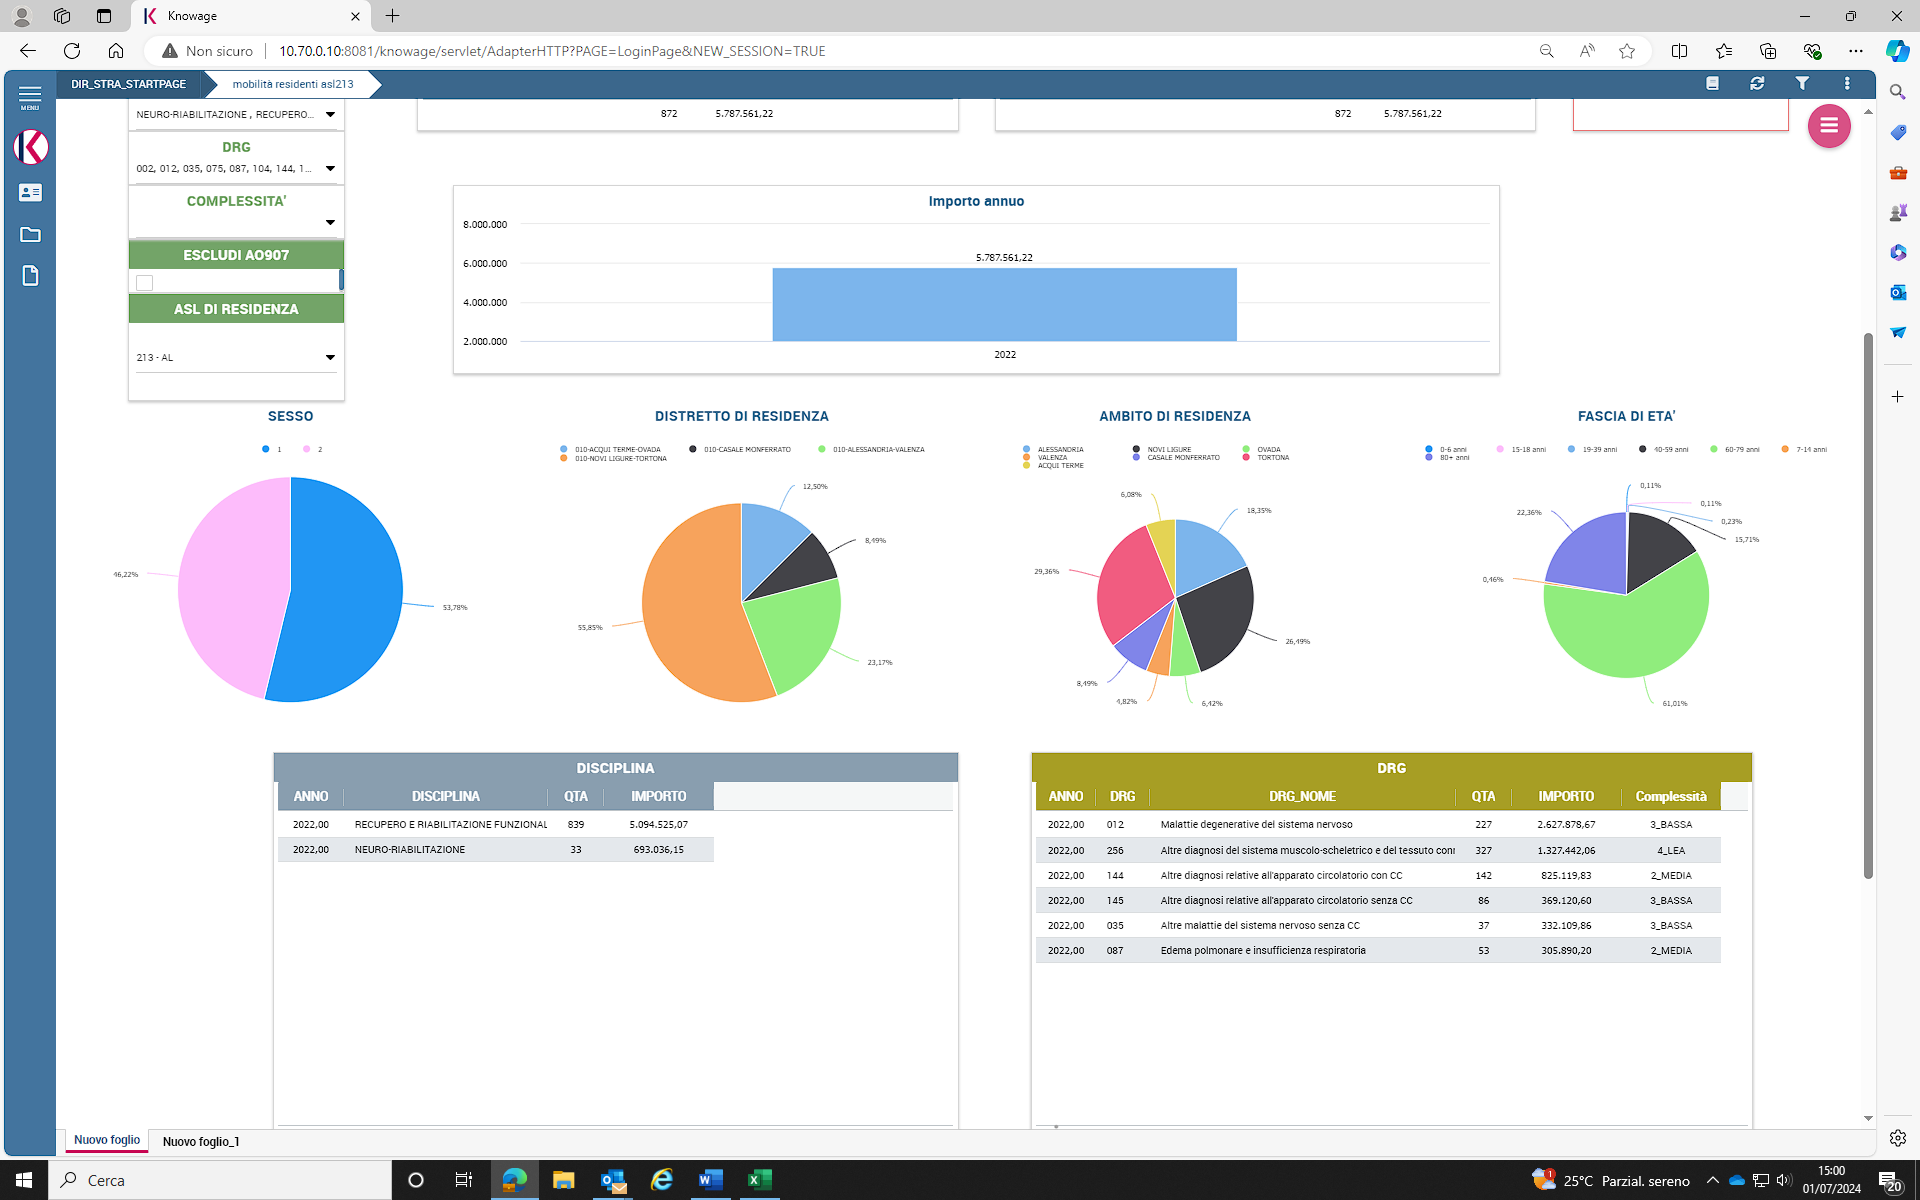 Knowage
Non sicuro
10.70.0.10:8081/knowage/servlet/AdapterHTTP?PAGE=LoginPage&NEW_SESSION=TRUE
MENU
DIR_STRA_STARTPAGE
mobilità residenti asl213
NEURO-RIABILITAZIONE , RECUPERO...
872 5.787.561,22
872 5.787.561,22
DRG
002, 012, 035, 075, 087, 104, 144, 1...
COMPLESSITA'
ESCLUDI AO907
ASL DI RESIDENZA
213 - AL
Importo annuo
8.000.000
6.000.000
4.000.000
2.000.000
5.787.561,22
2022
SESSO
1 2
46,22%
53,78%
DISTRETTO DI RESIDENZA
010-ACQUI TERME-OVADA 010-CASALE MONFERRATO 010-ALESSANDRIA-VALENZA
010-NOVI LIGURE-TORTONA
12,50%
8,49%
55,85%
23,17%
AMBITO DI RESIDENZA
ALESSANDRIA NOVI LIGURE OVADA
VALENZA CASALE MONFERRATO TORTONA
ACQUI TERME
6,08%
18,35%
29,36%
26,49%
8,49%
4,82%
6,42%
FASCIA DI ETA'
0-6 anni 15-18 anni 19-39 anni 40-59 anni 60-79 anni 7-14 anni
80+ anni
0,11%
0,11%
22,36%
0,23%
15,71%
0,46%
61,01%
DISCIPLINA
ANNO DISCIPLINA QTA IMPORTO
2022,00 RECUPERO E RIABILITAZIONE FUNZIONAL 839 5.094.525,07
2022,00 NEURO-RIABILITAZIONE 33 693.036,15
DRG
ANNO DRG DRG_NOME QTA IMPORTO Complessità
2022,00 012 Malattie degenerative del sistema nervoso 227 2.627.878,67 3_BASSA
2022,00 256 Altre diagnosi del sistema muscolo-scheletrico e del tessuto conn 327 1.327.442,06 4_LEA
2022,00 144 Altre diagnosi relative all'apparato circolatorio con CC 142 825.119,83 2_MEDIA
2022,00 145 Altre diagnosi relative all'apparato circolatorio senza CC 86 369.120,60 3_BASSA
2022,00 035 Altre malattie del sistema nervoso senza CC 37 332.109,86 3_BASSA
2022,00 087 Edema polmonare e insufficienza respiratoria 53 305.890,20 2_MEDIA
Nuovo foglio Nuovo foglio_1
Cerca
1
25°C Parzial. sereno
15:00
01/07/2024
20